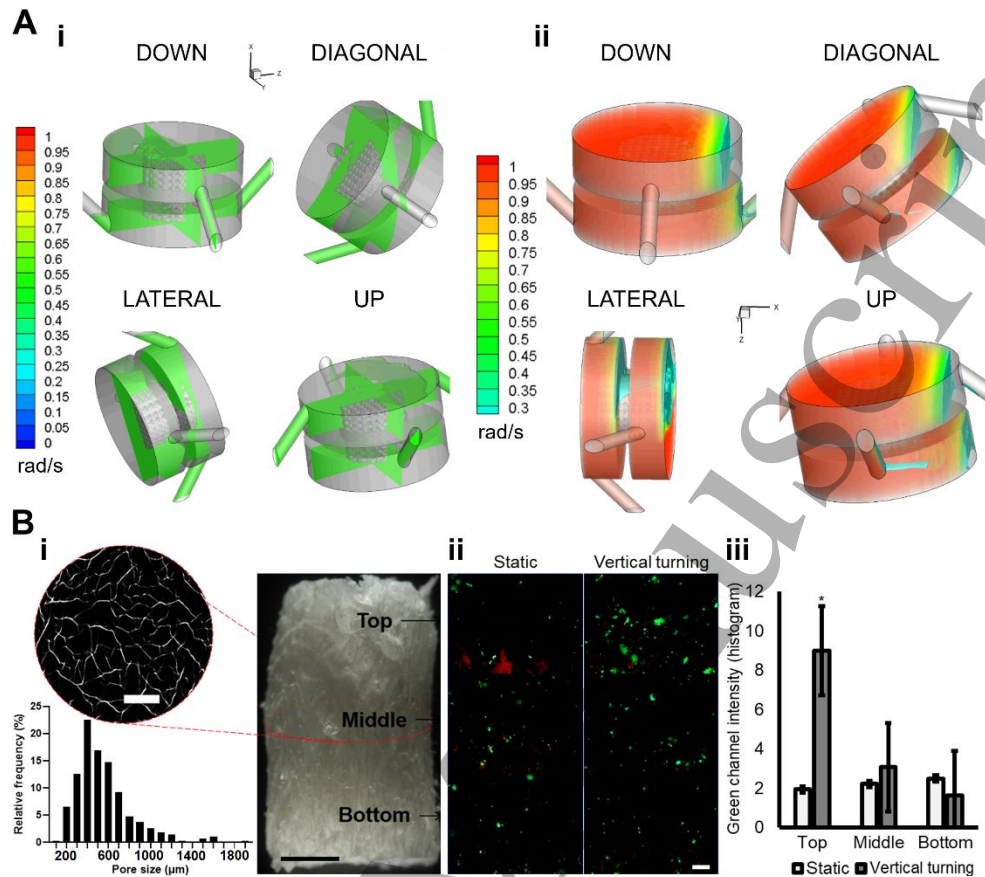 A
i
DOWN
DIAGONAL
X
Z
Y
1
0.95
0.9
0.85
0.8
0.75
0.7
0.65
0.6
0.55
0.5
0.45
0.4
0.35
0.3
0.25
0.2
0.15
0.1
0.05
0
rad/s
LATERAL
UP
ii
DOWN
DIAGONAL
1
0.95
0.9
0.85
0.8
0.75
0.7
0.65
0.6
0.55
0.5
0.45
0.4
0.35
0.3
rad/s
LATERAL
UP
X
Y
Z
B
i
Relative frequency (%)
25
20
15
10
5
0
200 600 1000 1400 1800
Pore size (µm)
Top
Middle
Bottom
ii
Static Vertical turning
iii
Green channel intensity (histogram)
12
10
8
6
4
2
0
*
Top Middle Bottom
Static Vertical turning
uscri